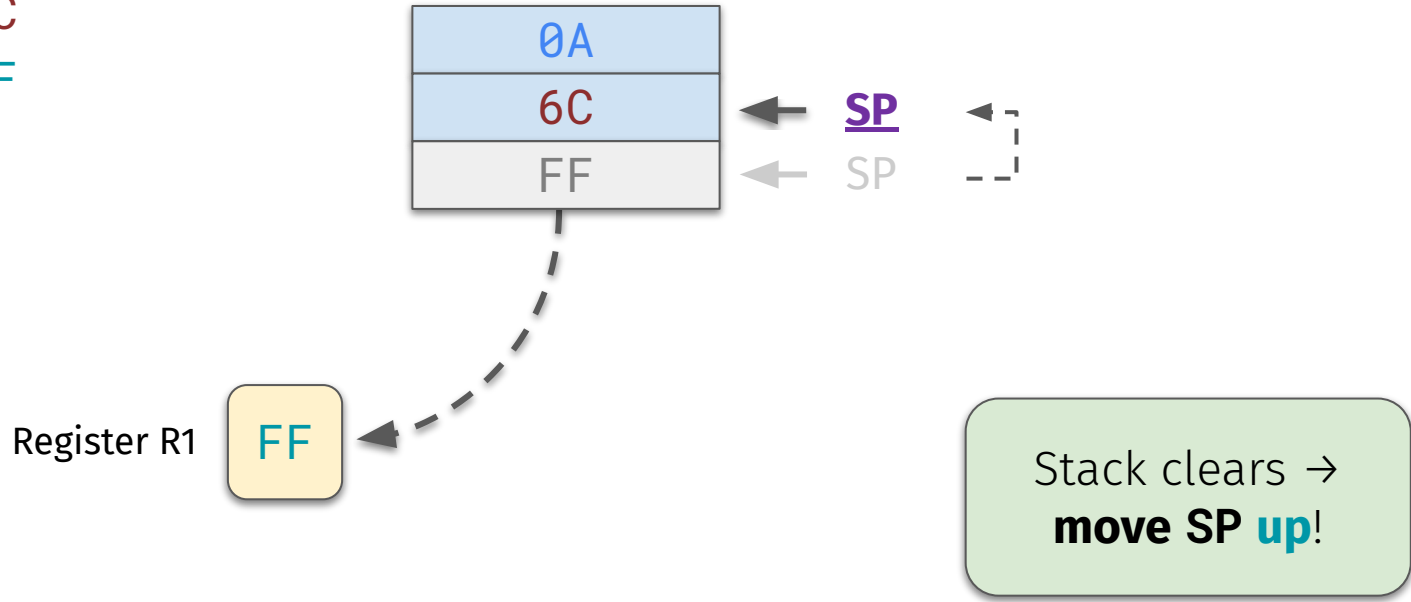 C
F
0A
6C
SP
FF
SP
Register R1
FF
Stack clears →
move SP up!